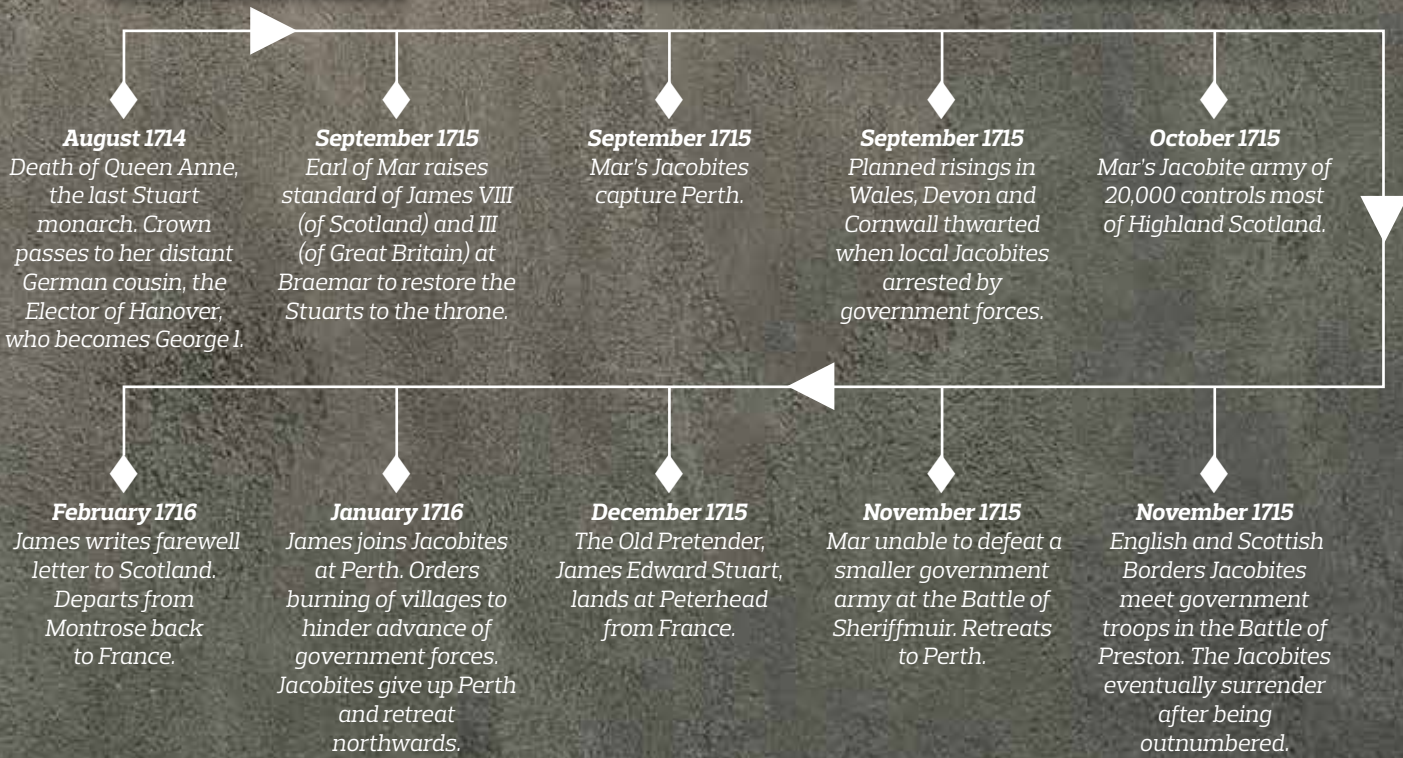 August 1714
Death of Queen Anne,
the last Stuart
monarch. Crown
passes to her distant
German cousin, the
Elector of Hanover,
who becomes George I.
September 1715
Earl of Mar raises
standard of James VIII
(of Scotland) and III
(of Great Britain) at
Braemar to restore the
Stuarts to the throne.
September 1715
Mar's Jacobites
capture Perth.
September 1715
Planned risings in
Wales, Devon and
Cornwall thwarted
when local Jacobites
arrested by
government forces.
October 1715
Mar's Jacobite army of
20,000 controls most
of Highland Scotland.
November 1715
English and Scottish
Borders Jacobites
meet government
troops in the Battle of
Preston. The Jacobites
eventually surrender
after being
outnumbered.
November 1715
Mar unable to defeat a
smaller government
army at the Battle of
Sheriffmuir. Retreats
to Perth.
December 1715
The Old Pretender,
James Edward Stuart,
lands at Peterhead
from France.
January 1716
James joins Jacobites
at Perth. Orders
burning of villages to
hinder advance of
government forces.
Jacobites give up Perth
and retreat
northwards.
February 1716
James writes farewell
letter to Scotland.
Departs from
Montrose back
to France.